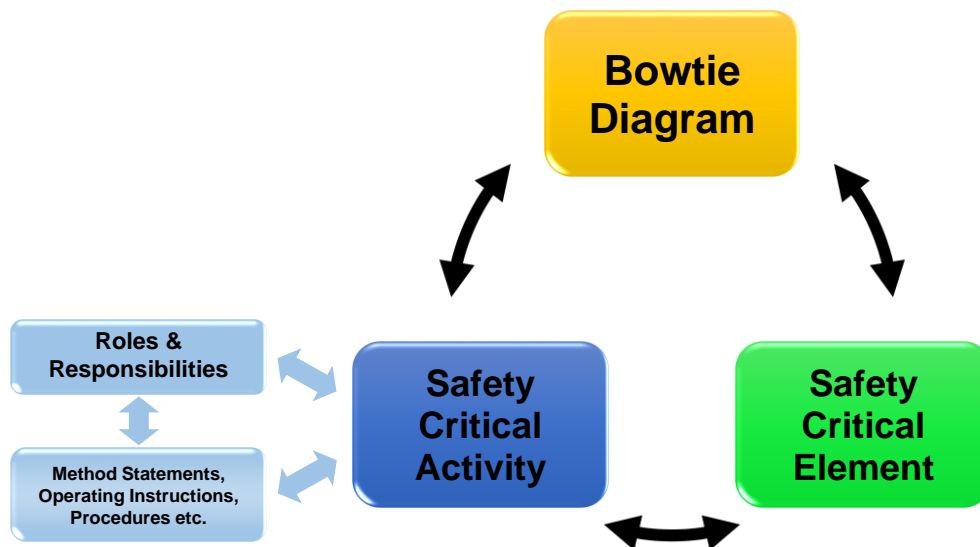 Bowtie
Diagram
Roles &
Responsibilities
Safety
Critical
Activity
Safety
Critical
Element
Method Statements,
Operating Instructions,
Procedures etc.